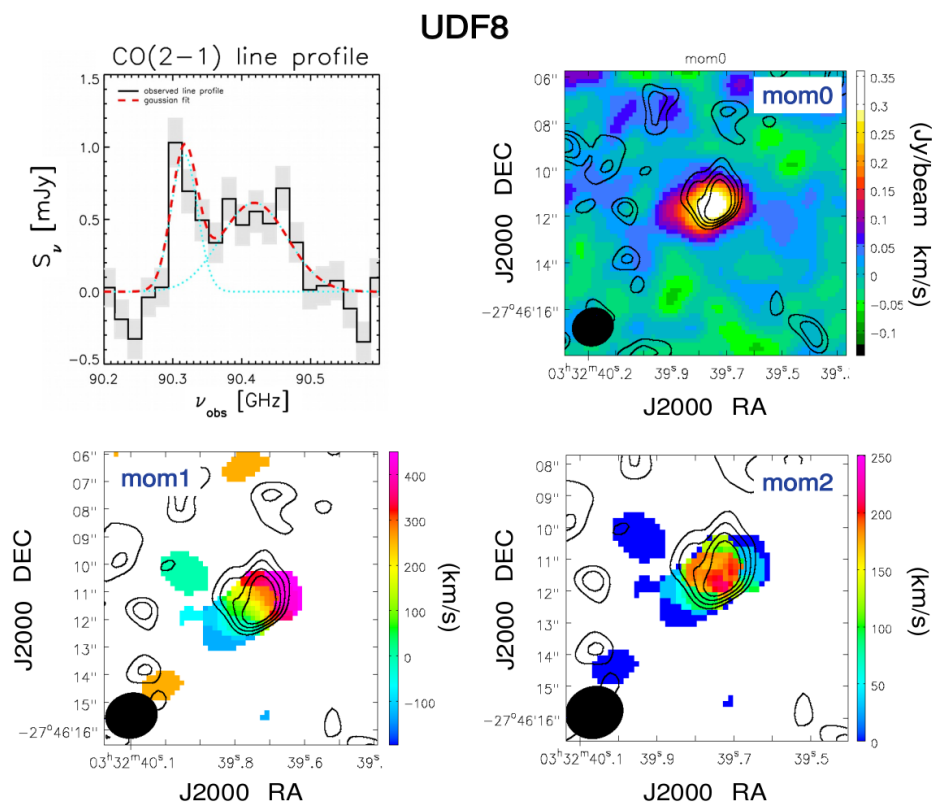 UDF8
CO(2−1) line profile
observed line profile
gaussian fit
S_ν [mJy]
1.5
1.0
0.5
0.0
−0.5
90.2 90.3 90.4 90.5
ν_obs [GHz]
mom0
mom0
J2000 DEC
06''
08''
10''
12''
14''
−27°46'16''
03ʰ32ᵐ40ˢ.2 39ˢ.9 39ˢ.7 39ˢ.
J2000 RA
0.35
0.3
0.25
0.2
0.15
0.1
0.05
0
−0.05
−0.1
(Jy/beam km/s)
mom1
J2000 DEC
06''
07''
08''
09''
10''
11''
12''
13''
14''
15''
−27°46'16''
03ʰ32ᵐ40ˢ.1 39ˢ.8 39ˢ.6
J2000 RA
400
300
200
100
0
−100
(km/s)
mom2
J2000 DEC
08''
09''
10''
11''
12''
13''
14''
15''
−27°46'16''
03ʰ32ᵐ40ˢ.1 39ˢ.7 39ˢ.5
J2000 RA
250
200
150
100
50
0
(km/s)